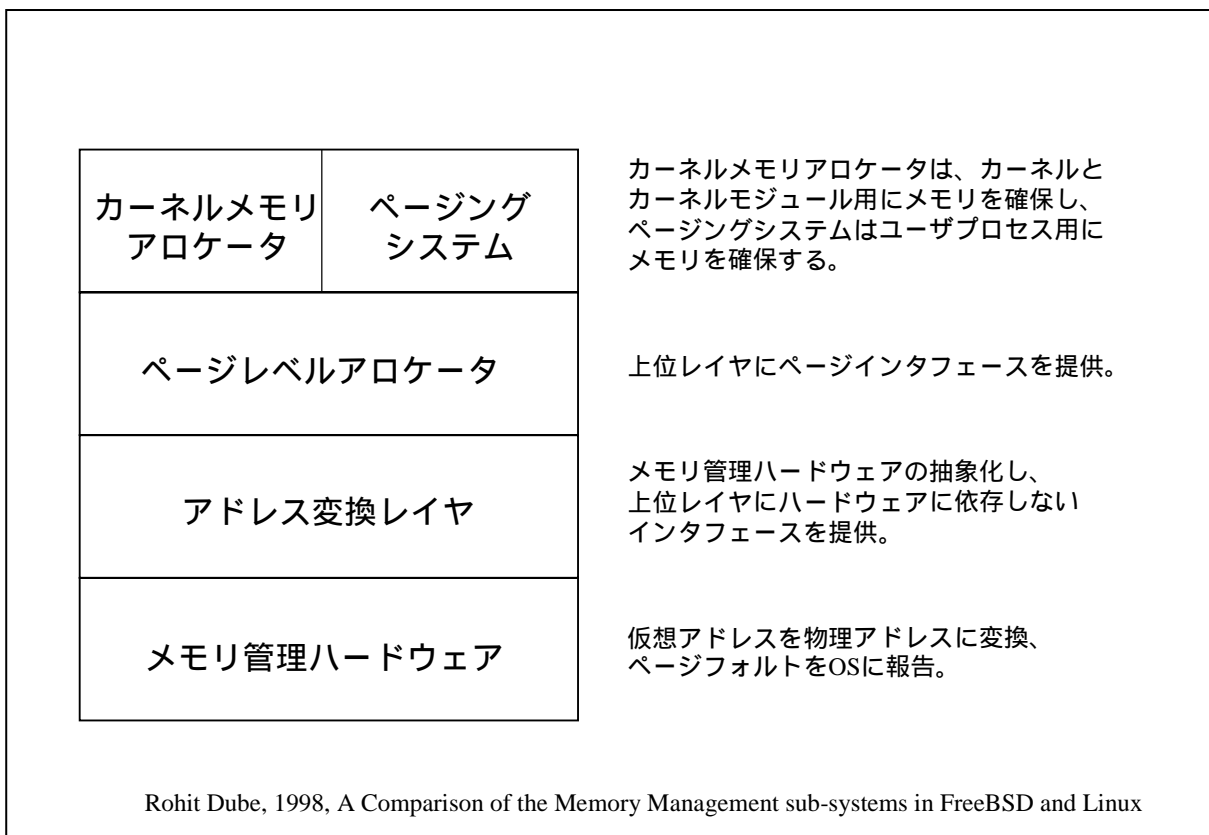 カーネルメモリ
アロケータ
ページング
システム
カーネルメモリアロケータは、カーネルと
カーネルモジュール用にメモリを確保し、
ページングシステムはユーザプロセス用に
メモリを確保する。
ページレベルアロケータ
上位レイヤにページインタフェースを提供。
アドレス変換レイヤ
メモリ管理ハードウェアの抽象化し、
上位レイヤにハードウェアに依存しない
インタフェースを提供。
メモリ管理ハードウェア
仮想アドレスを物理アドレスに変換、
ページフォルトをOSに報告。
Rohit Dube, 1998, A Comparison of the Memory Management sub-systems in FreeBSD and Linux